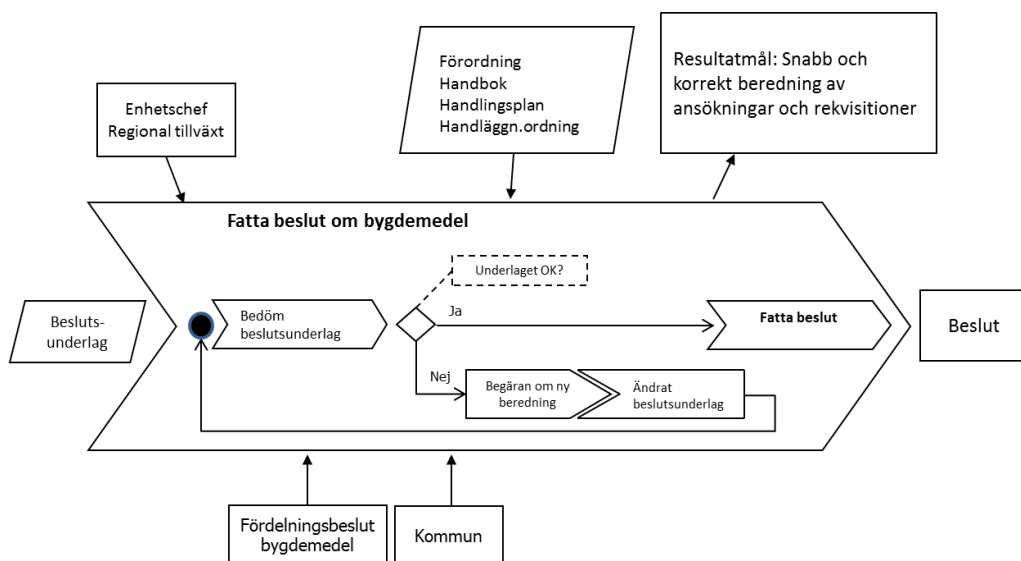 Förordning
Handbok
Handlingsplan
Handläggn.ordning
Resultatmål: Snabb och
korrekt beredning av
ansökningar och rekvisitioner
Enhetschef
Regional tillväxt
Fatta beslut om bygdemedel
Underlaget OK?
Besluts-
underlag
Bedöm
beslutsunderlag
Ja
Fatta beslut
Beslut
Nej
Begäran om ny
beredning
Ändrat
beslutsunderlag
Fördelningsbeslut
bygdemedel
Kommun